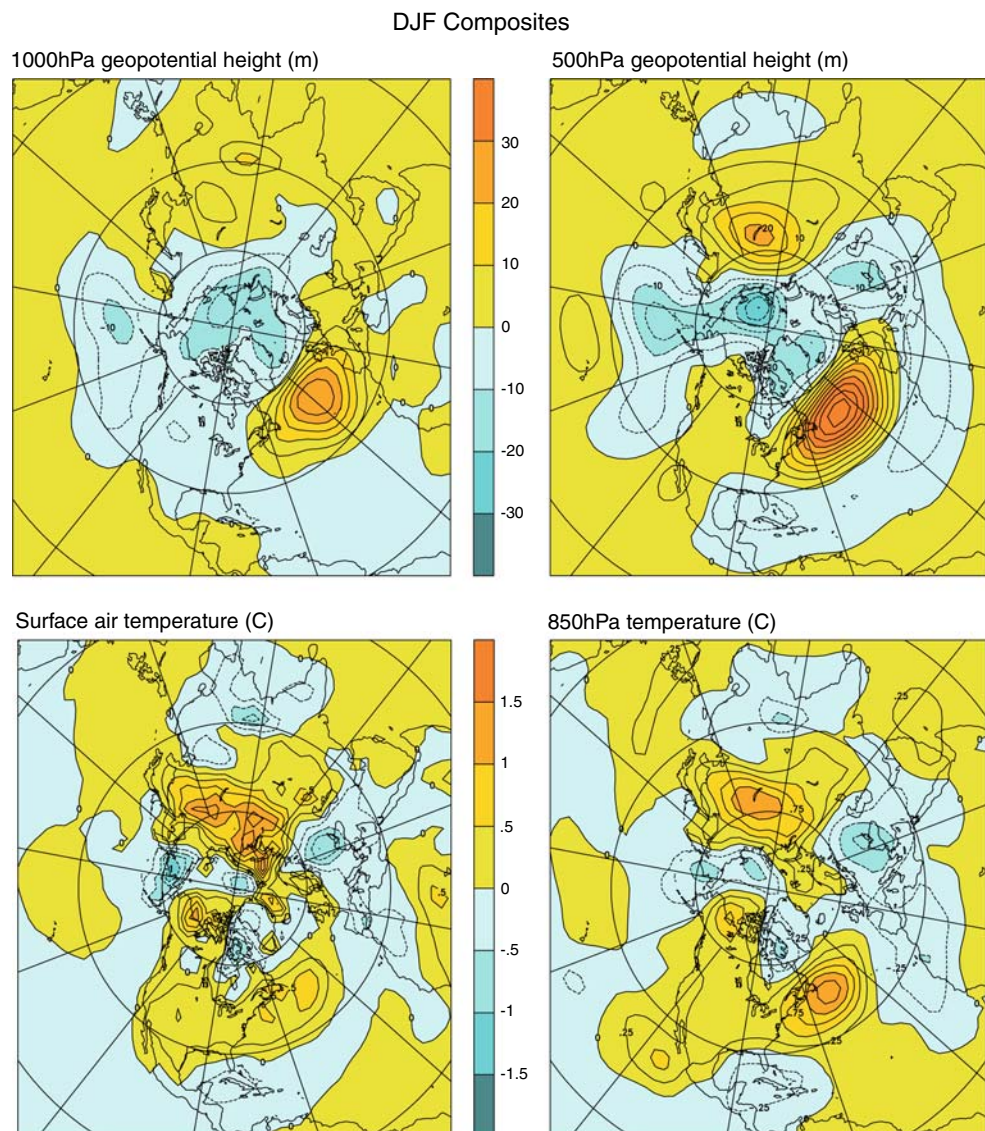 DJF Composites
1000hPa geopotential height (m)
500hPa geopotential height (m)
30
20
10
0
-10
-20
-30
Surface air temperature (C)
850hPa temperature (C)
1.5
1
.5
0
-.5
-1
-1.5